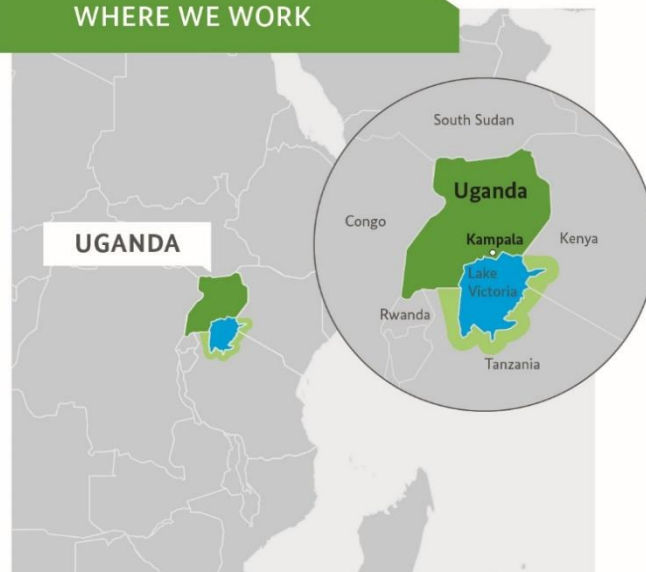 WHERE WE WORK
UGANDA
South Sudan
Uganda
Congo
Kampala
Kenya
Lake
Victoria
Rwanda
Tanzania